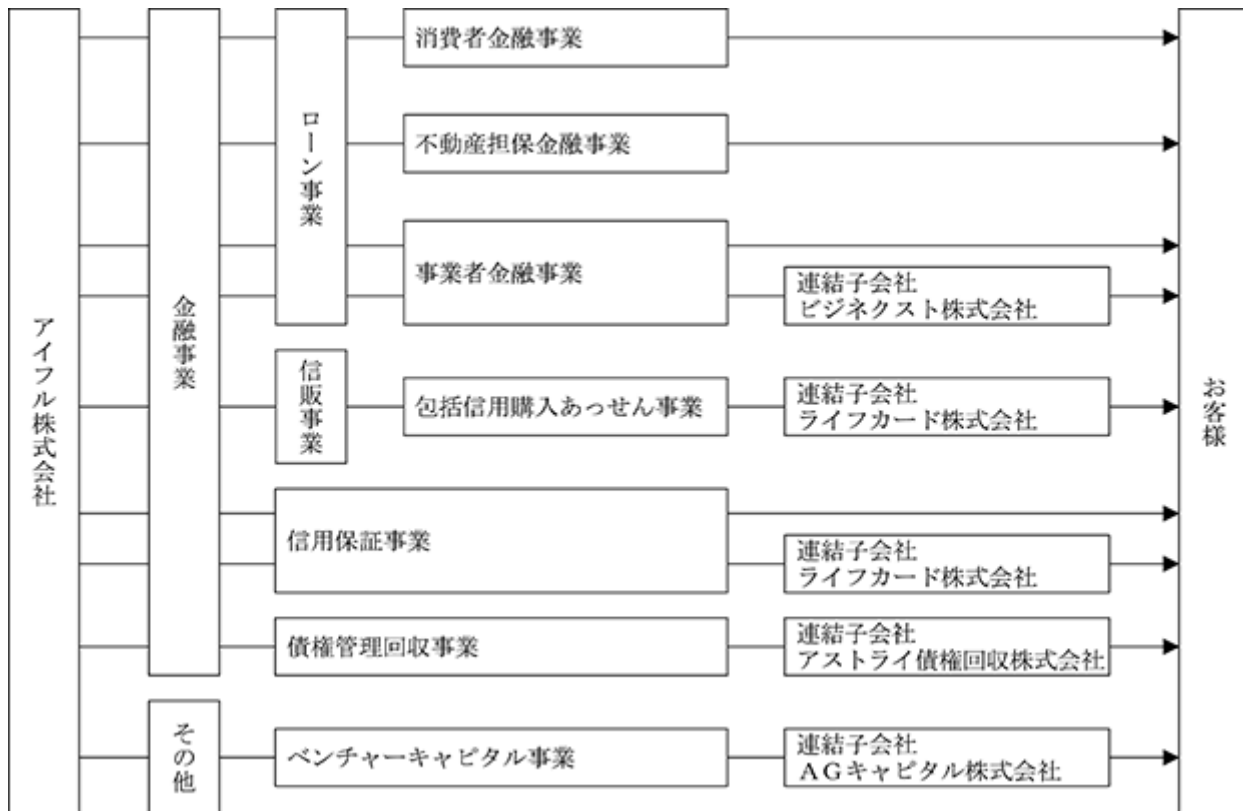 アイフル株式会社
金融事業
ローン事業
消費者金融事業
不動産担保金融事業
事業者金融事業
連結子会社
ビジネクスト株式会社
信販事業
包括信用購入あっせん事業
連結子会社
ライフカード株式会社
信用保証事業
連結子会社
ライフカード株式会社
債権管理回収事業
連結子会社
アストライ債権回収株式会社
その他
ベンチャーキャピタル事業
連結子会社
ＡＧキャピタル株式会社
お客様